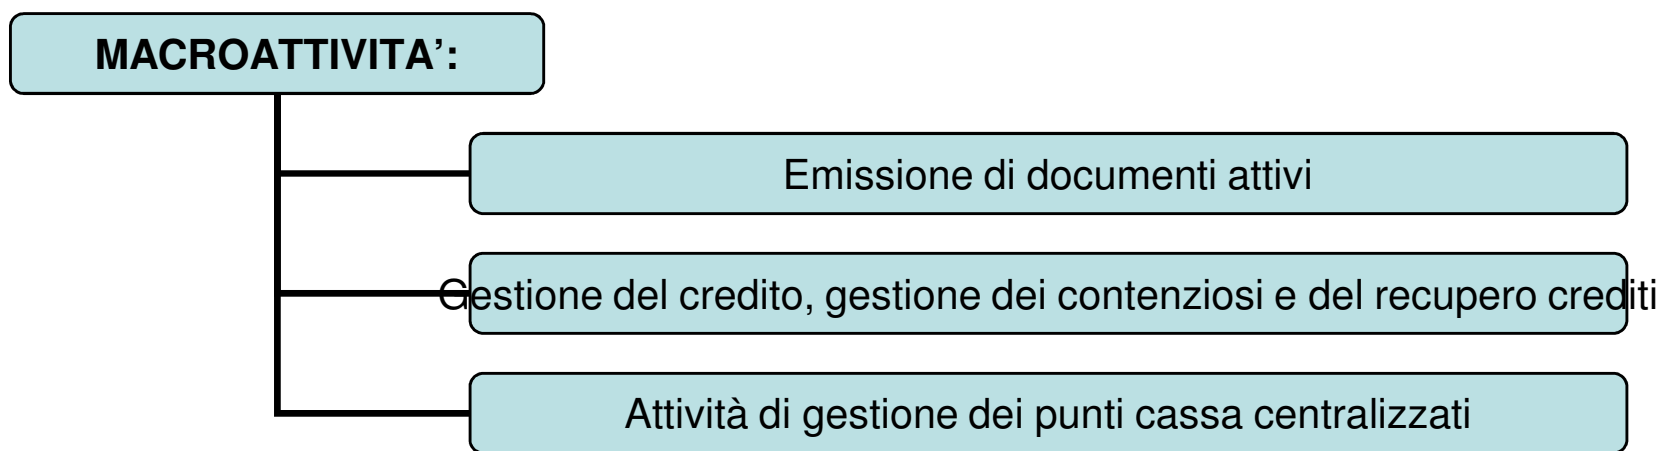 MACROATTIVITA’:
Emissione di documenti attivi
Gestione del credito, gestione dei contenziosi e del recupero crediti
Attività di gestione dei punti cassa centralizzati